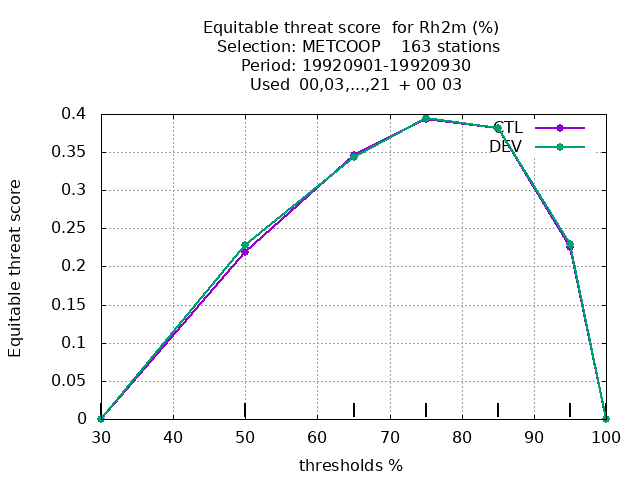 Equitable threat score  for Rh2m (%)
Selection: METCOOP    163 stations
Period: 19920901-19920930
Used  00,03,...,21  + 00 03
0.4
0.35
0.3
0.25
0.2
0.15
0.1
0.05
0
Equitable threat score
CTL
DEV
30 40 50 60 70 80 90 100
thresholds %